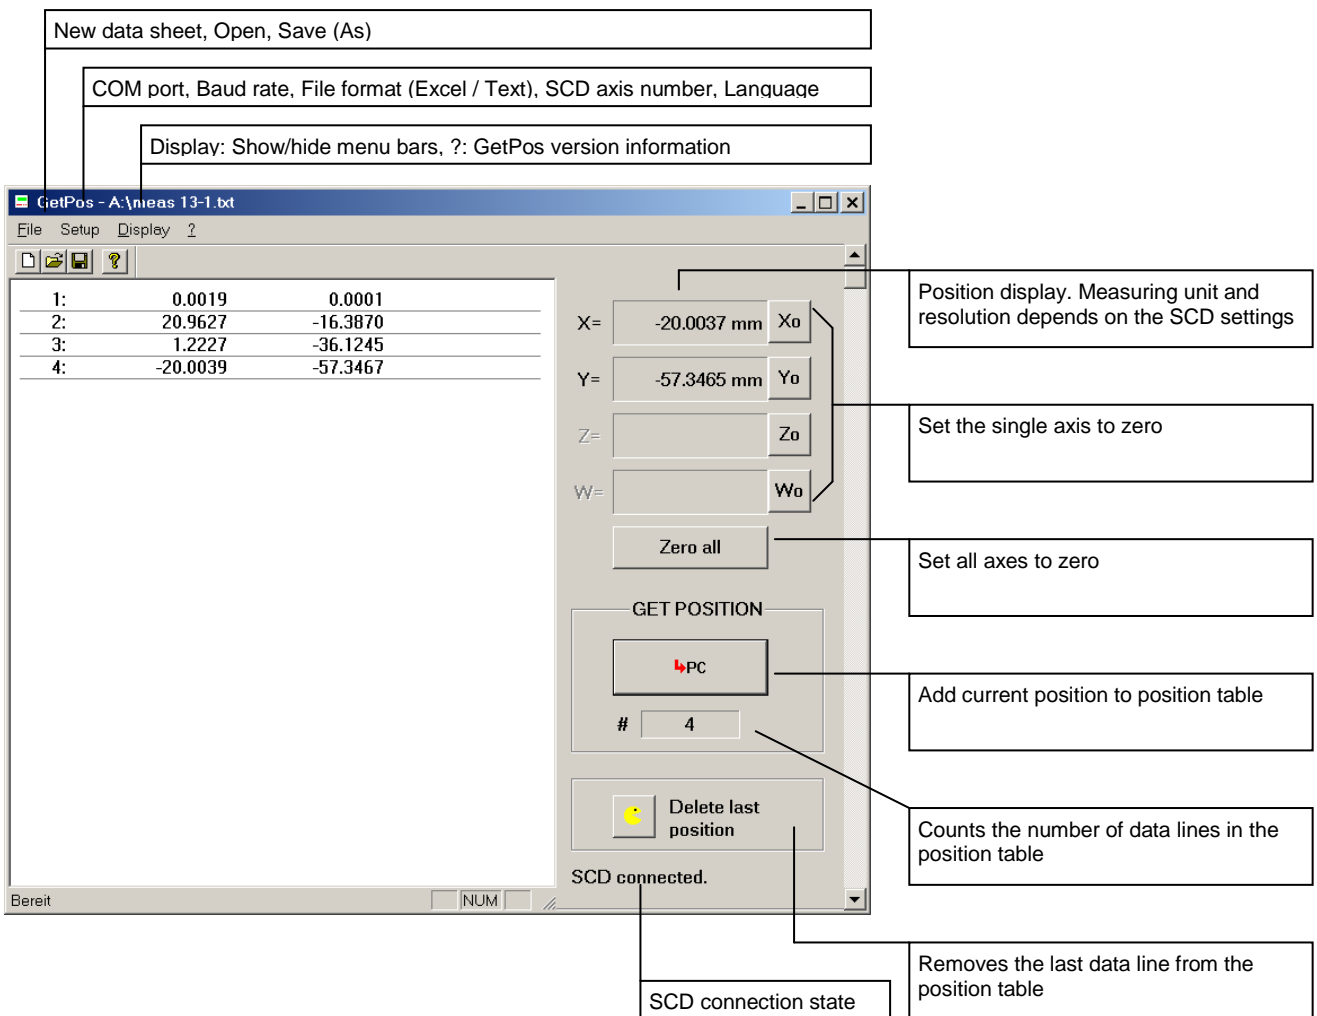 New data sheet, Open, Save (As)
COM port, Baud rate, File format (Excel / Text), SCD axis number, Language
Display: Show/hide menu bars, ?: GetPos version information
GetPos - A:\meas 13-1.txt
File Setup Display ?
1: 0.0019 0.0001
2: 20.9627 -16.3870
3: 1.2227 -36.1245
4: -20.0039 -57.3467
X= -20.0037 mm Xo
Y= -57.3465 mm Yo
Z= Zo
W= Wo
Zero all
GET POSITION
PC
# 4
Delete last
position
SCD connected.
Bereit NUM
Position display. Measuring unit and
resolution depends on the SCD settings
Set the single axis to zero
Set all axes to zero
Add current position to position table
Counts the number of data lines in the
position table
Removes the last data line from the
position table
SCD connection state